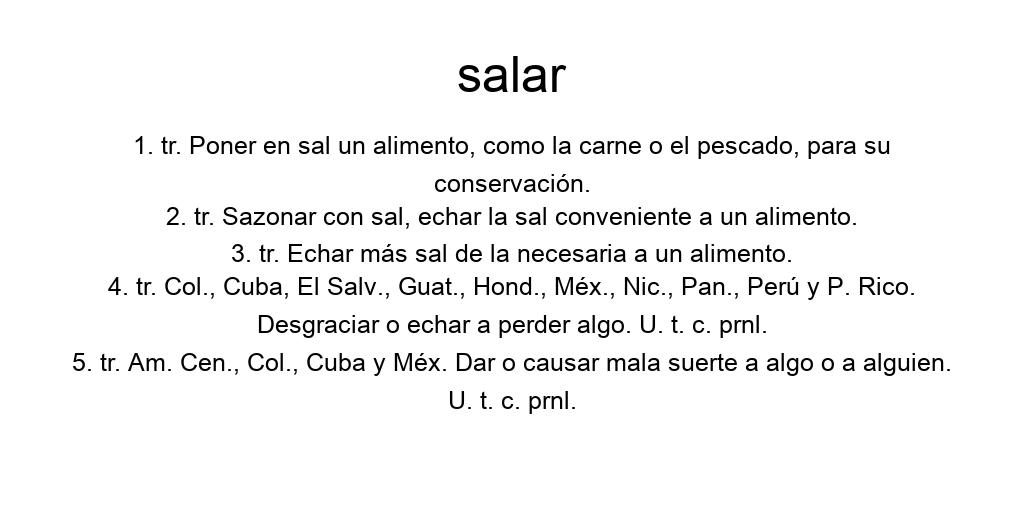 salar
1. tr. Poner en sal un alimento, como la carne o el pescado, para su
conservación.
2. tr. Sazonar con sal, echar la sal conveniente a un alimento.
3. tr. Echar más sal de la necesaria a un alimento.
4. tr. Col., Cuba, El Salv., Guat., Hond., Méx., Nic., Pan., Perú y P. Rico.
Desgraciar o echar a perder algo. U. t. c. prnl.
5. tr. Am. Cen., Col., Cuba y Méx. Dar o causar mala suerte a algo o a alguien.
U. t. c. prnl.